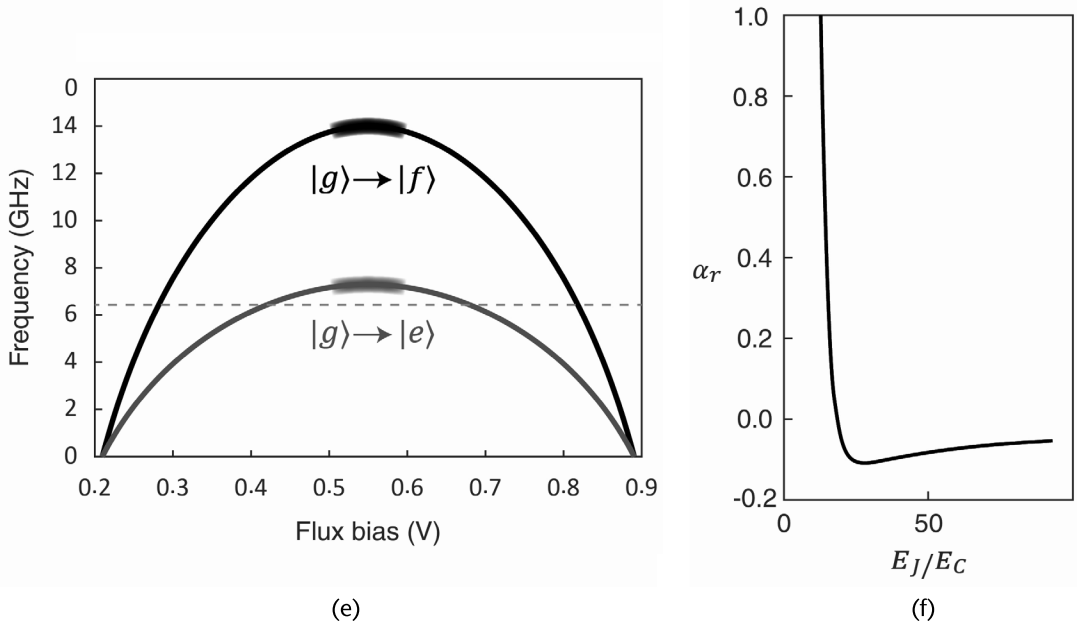 Frequency (GHz)
0
14
12
10
8
6
4
2
0
|g⟩→|f⟩
|g⟩→|e⟩
0.2 0.3 0.4 0.5 0.6 0.7 0.8 0.9
Flux bias (V)
(e)
α_r
1.0
0.8
0.6
0.4
0.2
0.0
-0.2
0 50
E_J/E_C
(f)